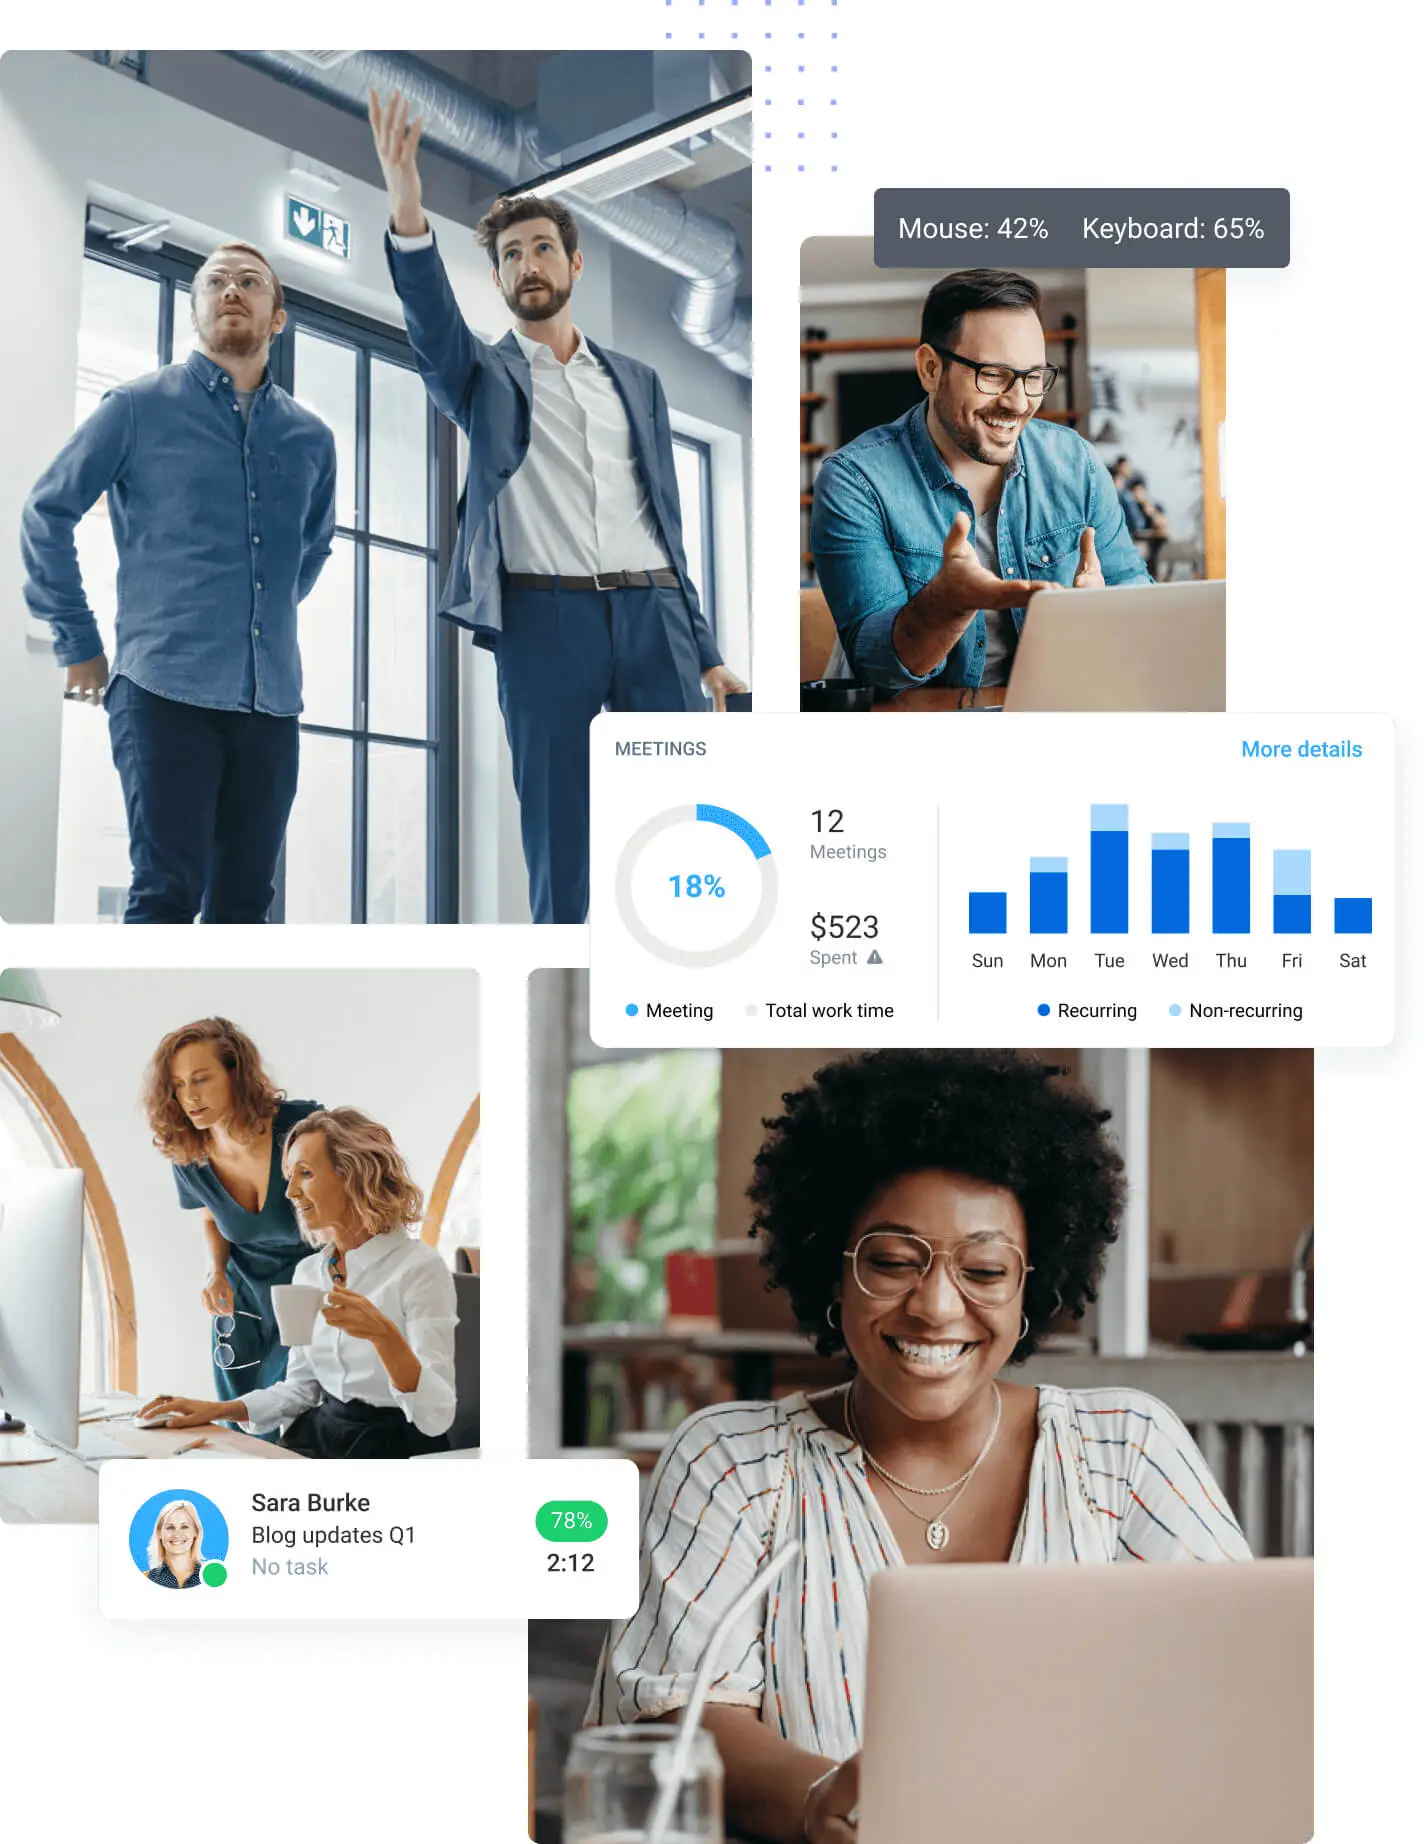 Mouse: 42% Keyboard: 65%
MEETINGS
More details
18%
12
Meetings
$523
Spent
Meeting
Total work time
Sun Mon Tue Wed Thu Fri Sat
Recurring
Non-recurring
Sara Burke
Blog updates Q1
No task
78%
2:12